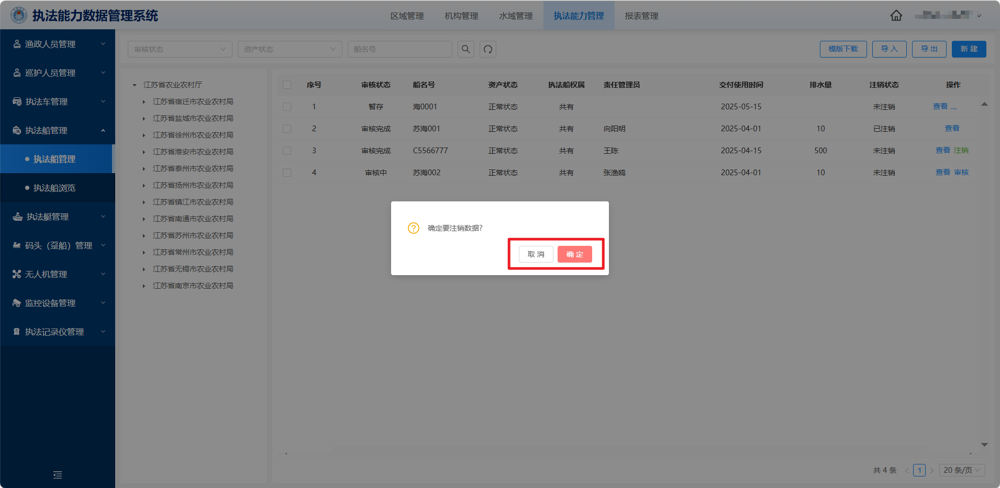 执法能力数据管理系统
区域管理 机构管理 水域管理 执法能力管理 报表管理
渔政人员管理
巡护人员管理
执法车管理
执法船管理
执法船管理
执法船浏览
执法艇管理
码头（趸船）管理
无人机管理
监控设备管理
执法记录仪管理
审核状态 资产状态 船名号
模版下载 导 入 导 出 新 建
江苏省农业农村厅
江苏省宿迁市农业农村局
江苏省盐城市农业农村局
江苏省徐州市农业农村局
江苏省淮安市农业农村局
江苏省泰州市农业农村局
江苏省扬州市农业农村局
江苏省镇江市农业农村局
江苏省南通市农业农村局
江苏省苏州市农业农村局
江苏省常州市农业农村局
江苏省无锡市农业农村局
江苏省南京市农业农村局
序号 审核状态 船名号 资产状态 执法船权属 责任管理员 交付使用时间 排水量 注销状态 操作
1 暂存 海0001 正常状态 共有 2025-05-15 未注销 查看 ...
2 审核完成 苏海001 正常状态 共有 向阳明 2025-04-01 10 已注销 查看
3 审核完成 C5566777 正常状态 共有 王陈 2025-04-15 500 未注销 查看 注销
4 审核中 苏海002 正常状态 共有 张渔鸥 2025-04-01 10 未注销 查看 审核
确定要注销数据?
取 消 确 定
共 4 条 1 20 条/页